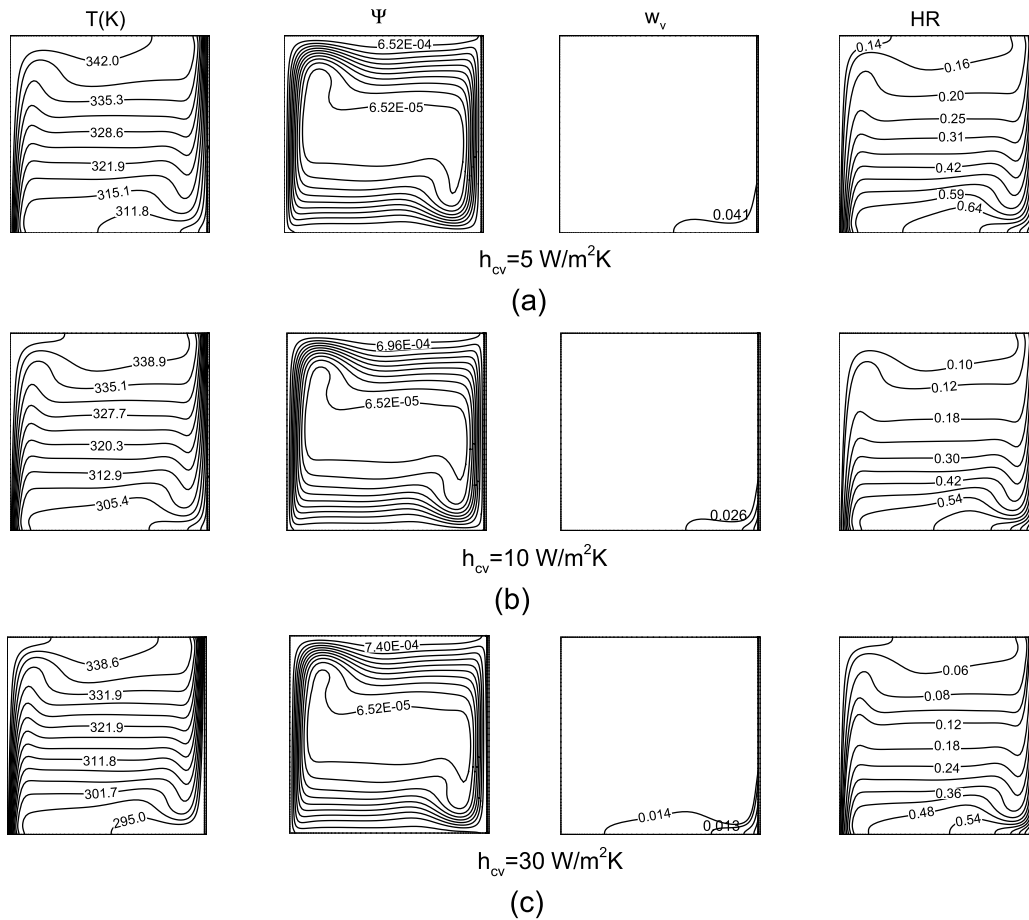 T(K) Ψ w_v HR
342.0 6.52E-04 0.14 0.16
335.3 6.52E-05 0.20
328.6 0.25
0.31
321.9 0.42
315.1 0.59
311.8 0.041 0.64
h_cv=5 W/m²K
(a)
338.9 6.96E-04 0.10
335.1 6.52E-05 0.12
327.7 0.18
320.3 0.30
312.9 0.42
305.4 0.026 0.54
h_cv=10 W/m²K
(b)
338.6 7.40E-04 0.06
331.9 6.52E-05 0.08
321.9 0.12
0.18
311.8 0.24
301.7 0.36
295.0 0.014 0.013 0.48 0.54
h_cv=30 W/m²K
(c)